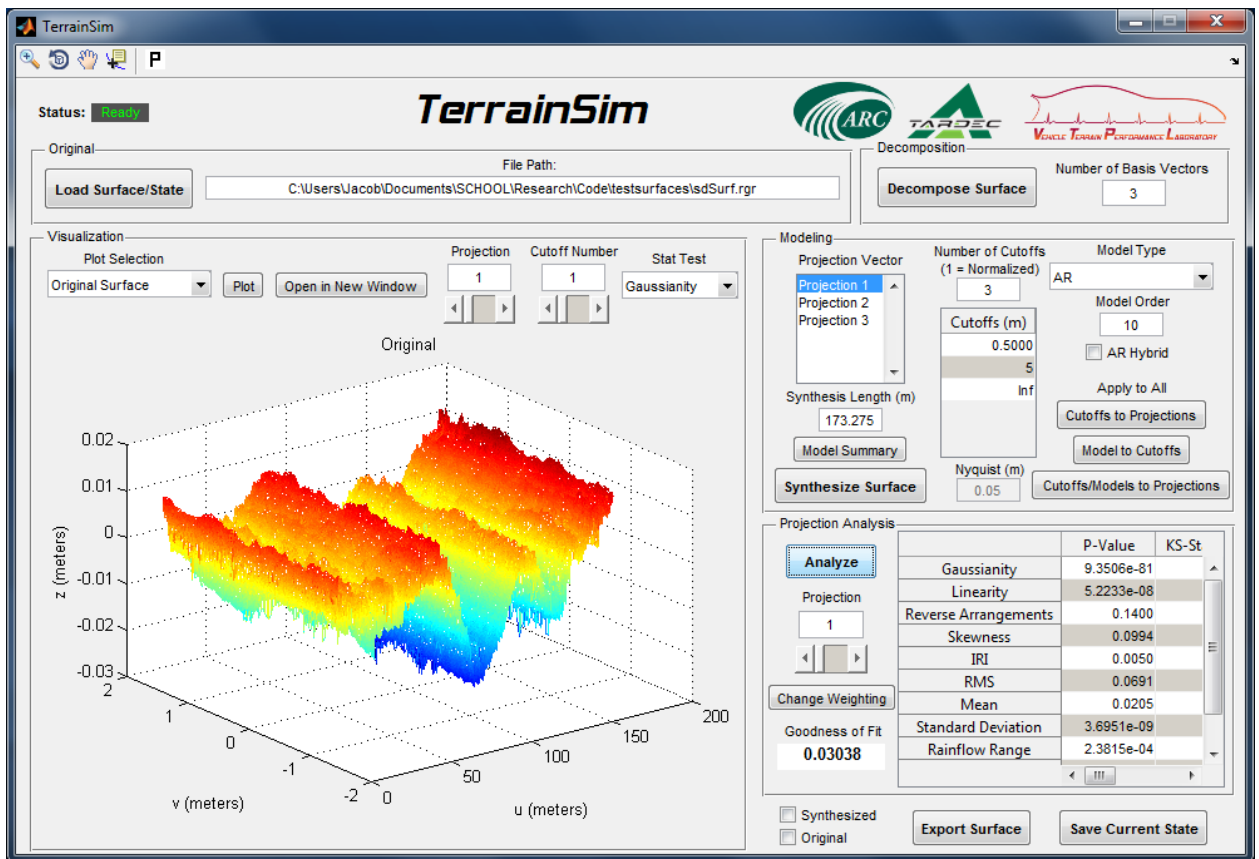 TerrainSim
P
Status: Ready
TerrainSim
ARC
TARDEC
VEHICLE TERRAIN PERFORMANCE LABORATORY
Original
File Path:
Load Surface/State
C:\Users\Jacob\Documents\SCHOOL\Research\Code\testsurfaces\sdSurf.rgr
Decomposition
Decompose Surface
Number of Basis Vectors
3
Visualization
Plot Selection
Original Surface
Plot
Open in New Window
Projection
1
Cutoff Number
1
Stat Test
Gaussianity
Original
z (meters)
0.02
0.01
0
-0.01
-0.02
-0.03
2
1
0
-1
-2
v (meters)
0
50
100
150
200
u (meters)
Modeling
Projection Vector
Projection 1
Projection 2
Projection 3
Synthesis Length (m)
173.275
Model Summary
Synthesize Surface
Number of Cutoffs
(1 = Normalized)
3
Cutoffs (m)
0.5000
5
Inf
Nyquist (m)
0.05
Model Type
AR
Model Order
10
AR Hybrid
Apply to All
Cutoffs to Projections
Model to Cutoffs
Cutoffs/Models to Projections
Projection Analysis
Analyze
Projection
1
Change Weighting
Goodness of Fit
0.03038
P-Value KS-St
Gaussianity 9.3506e-81
Linearity 5.2233e-08
Reverse Arrangements 0.1400
Skewness 0.0994
IRI 0.0050
RMS 0.0691
Mean 0.0205
Standard Deviation 3.6951e-09
Rainflow Range 2.3815e-04
Synthesized
Original
Export Surface
Save Current State